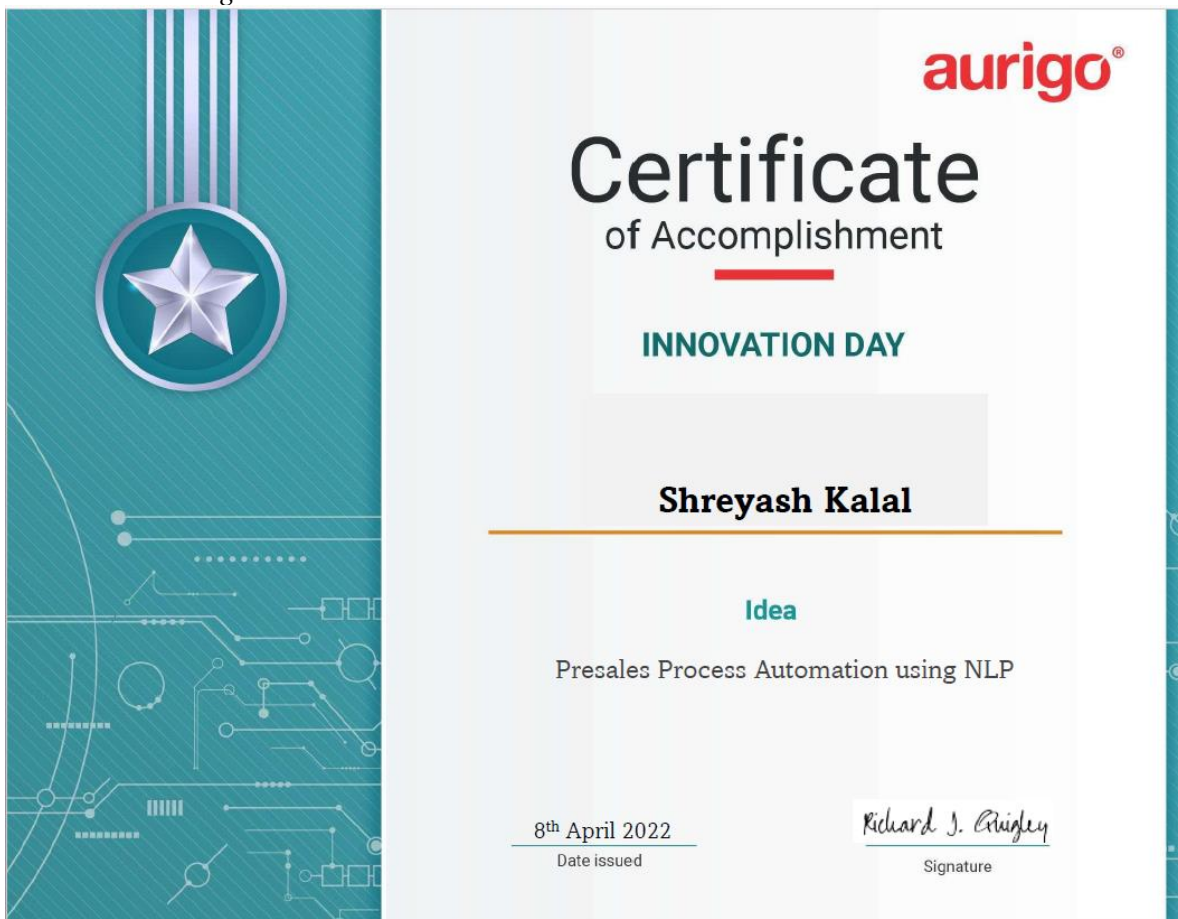 aurigo®
Certificate
of Accomplishment
INNOVATION DAY
Shreyash Kalal
Idea
Presales Process Automation using NLP
8th April 2022
Date issued
Richard J. Quigley
Signature